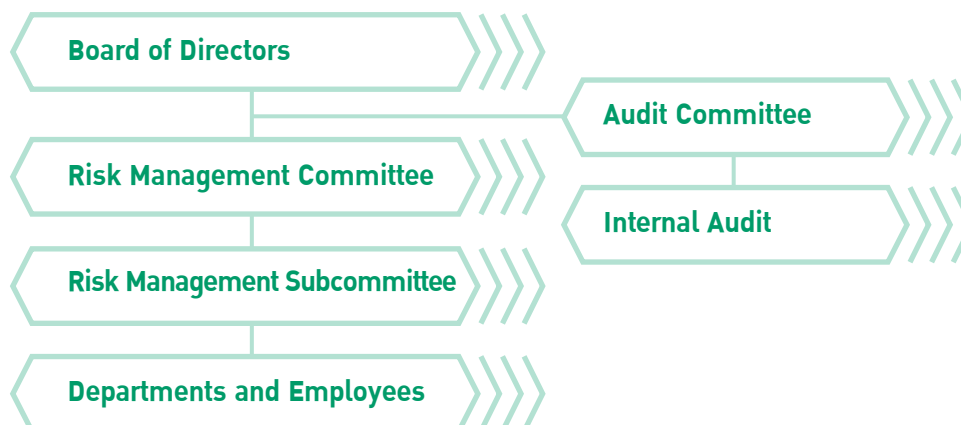 Board of Directors
Audit Committee
Risk Management Committee
Internal Audit
Risk Management Subcommittee
Departments and Employees